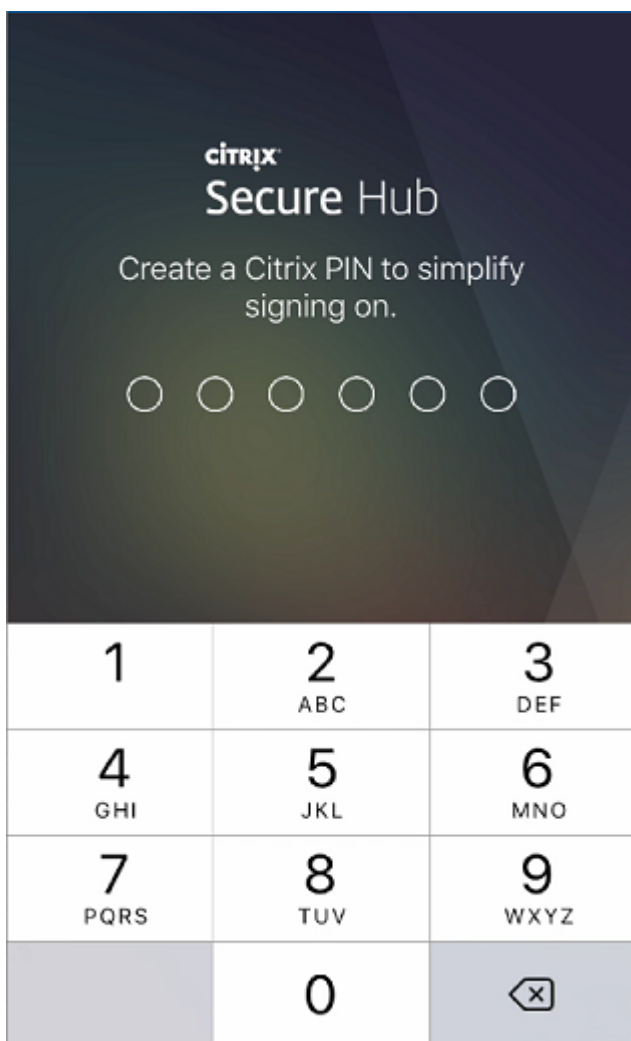 citrix
Secure Hub
Create a Citrix PIN to simplify
signing on.
1
2
ABC
3
DEF
4
GHI
5
JKL
6
MNO
7
PQRS
8
TUV
9
WXYZ
0